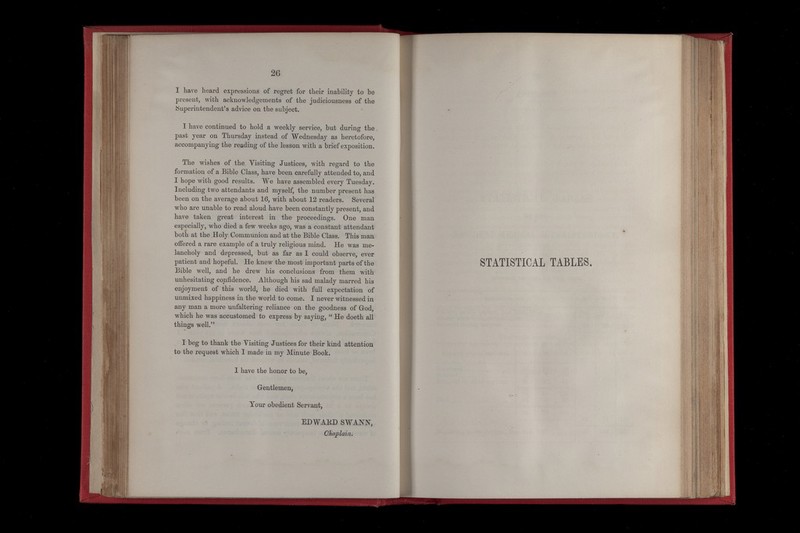 26
I have heard expressions of regret for their inability to be
present, with acknowledgements of the judiciousness of the
Superintendent's advice on the subject.
I have continued to hold a weekly service, but during the
past year on Thursday instead of Wednesday as heretofore,
accompanying the reading of the lesson with a brief exposition.
The wishes of the Visiting Justices, with regard to the
formation of a Bible Class, have been carefully attended to, and
I hope with good results. We have assembled every Tuesday.
Including two attendants and myself, the number present has
been on the average about 16, with about 12 readers. Several
who are unable to read aloud have been constantly present, and
have taken great interest in the proceedings. One man
especially, who died a few weeks ago, was a constant attendant
both at the Holy Communion and at the Bible Class. This man
offered a rare example of a truly religious mind. He was me-
lancholy and depressed, but as far as I could observe, ever
patient and hopeful. He knew the most important parts of the
Bible well, and he drew his conclusions from them with
unhesitating confidence. Although his sad malady marred his
enjoyment of this world, he died with full expectation of
unmixed happiness in the world to come. I never witnessed in
any man a more unfaltering reliance on the goodness of God,
which he was accustomed to express by saying, “ He doeth all
things well.”
I beg to thank the Visiting Justices for their kind attention
to the request which I made in my Minute Book.
I have the honor to be,
Gentlemen,
Your obedient Servant,
EDWARD SWANN,
Chaplain.
STATISTICAL TABLES.